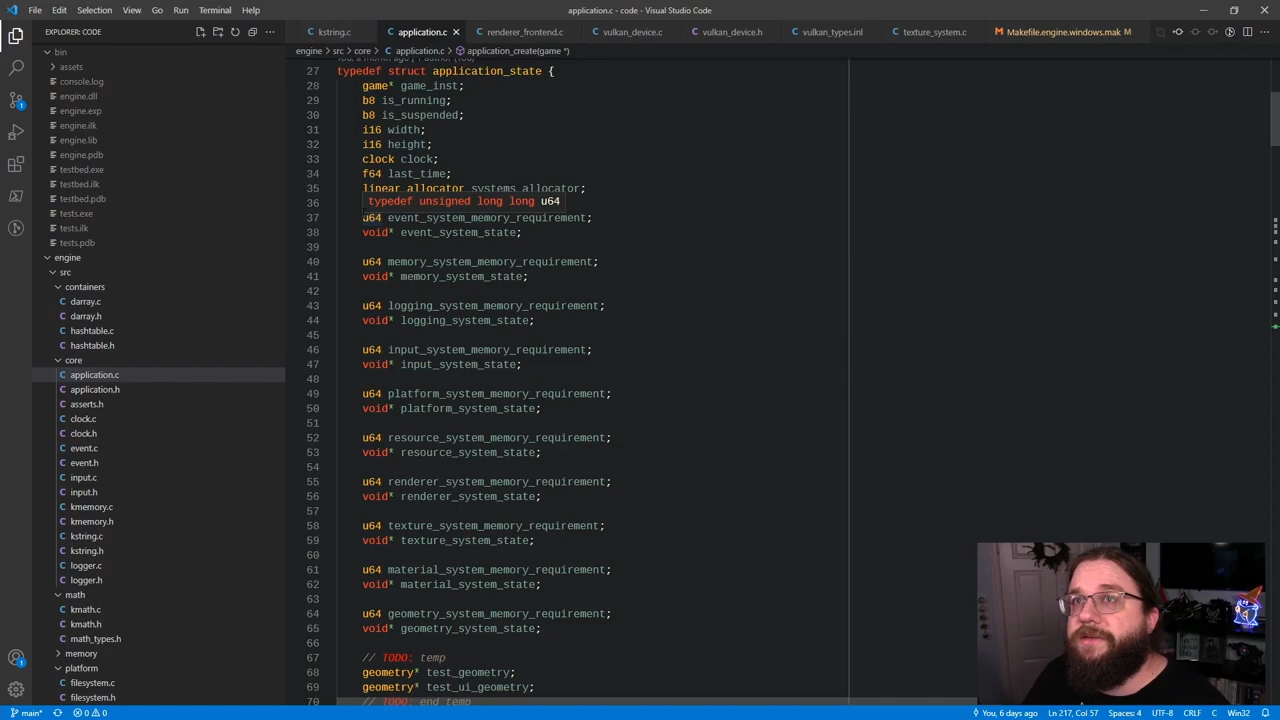 File Edit Selection View Go Run Terminal Help
application.c - code - Visual Studio Code
EXPLORER: CODE
kstring.c
application.c
renderer_frontend.c
vulkan_device.c
vulkan_device.h
vulkan_types.inl
texture_system.c
Makefile.engine.windows.mak M
engine > src > core > application.c > application_create(game *)
bin
assets
console.log
engine.dll
engine.exp
engine.ilk
engine.lib
engine.pdb
testbed.exe
testbed.ilk
testbed.pdb
tests.exe
tests.ilk
tests.pdb
engine
src
containers
darray.c
darray.h
hashtable.c
hashtable.h
core
application.c
application.h
asserts.h
clock.c
clock.h
event.c
event.h
input.c
input.h
kmemory.c
kmemory.h
kstring.c
kstring.h
logger.c
logger.h
math
kmath.c
kmath.h
math_types.h
memory
platform
filesystem.c
filesystem.h
27 typedef struct application_state {
28 game* game_inst;
29 b8 is_running;
30 b8 is_suspended;
31 i16 width;
32 i16 height;
33 clock clock;
34 f64 last_time;
35 linear_allocator systems_allocator;
36
typedef unsigned long long u64
37 u64 event_system_memory_requirement;
38 void* event_system_state;
39
40 u64 memory_system_memory_requirement;
41 void* memory_system_state;
42
43 u64 logging_system_memory_requirement;
44 void* logging_system_state;
45
46 u64 input_system_memory_requirement;
47 void* input_system_state;
48
49 u64 platform_system_memory_requirement;
50 void* platform_system_state;
51
52 u64 resource_system_memory_requirement;
53 void* resource_system_state;
54
55 u64 renderer_system_memory_requirement;
56 void* renderer_system_state;
57
58 u64 texture_system_memory_requirement;
59 void* texture_system_state;
60
61 u64 material_system_memory_requirement;
62 void* material_system_state;
63
64 u64 geometry_system_memory_requirement;
65 void* geometry_system_state;
66
67 // TODO: temp
68 geometry* test_geometry;
69 geometry* test_ui_geometry;
70 // TODO: end temp
main* 0 0
You, 6 days ago Ln 217, Col 57 Spaces: 4 UTF-8 CRLF C Win32